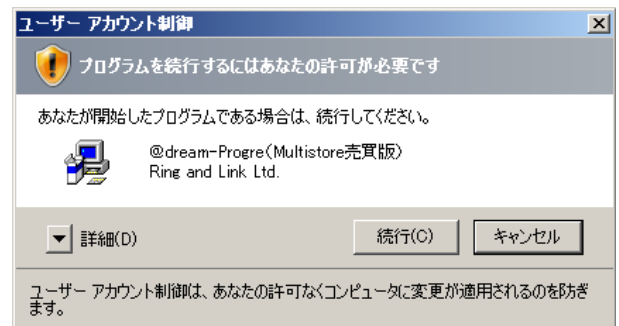 ユーザー アカウント制御
プログラムを続行するにはあなたの許可が必要です
あなたが開始したプログラムである場合は、続行してください。
@dream-Progre(Multistore売買版)
Ring and Link Ltd.
詳細(D)
続行(C)
キャンセル
ユーザー アカウント制御は、あなたの許可なくコンピュータに変更が適用されるのを防ぎ
ます。